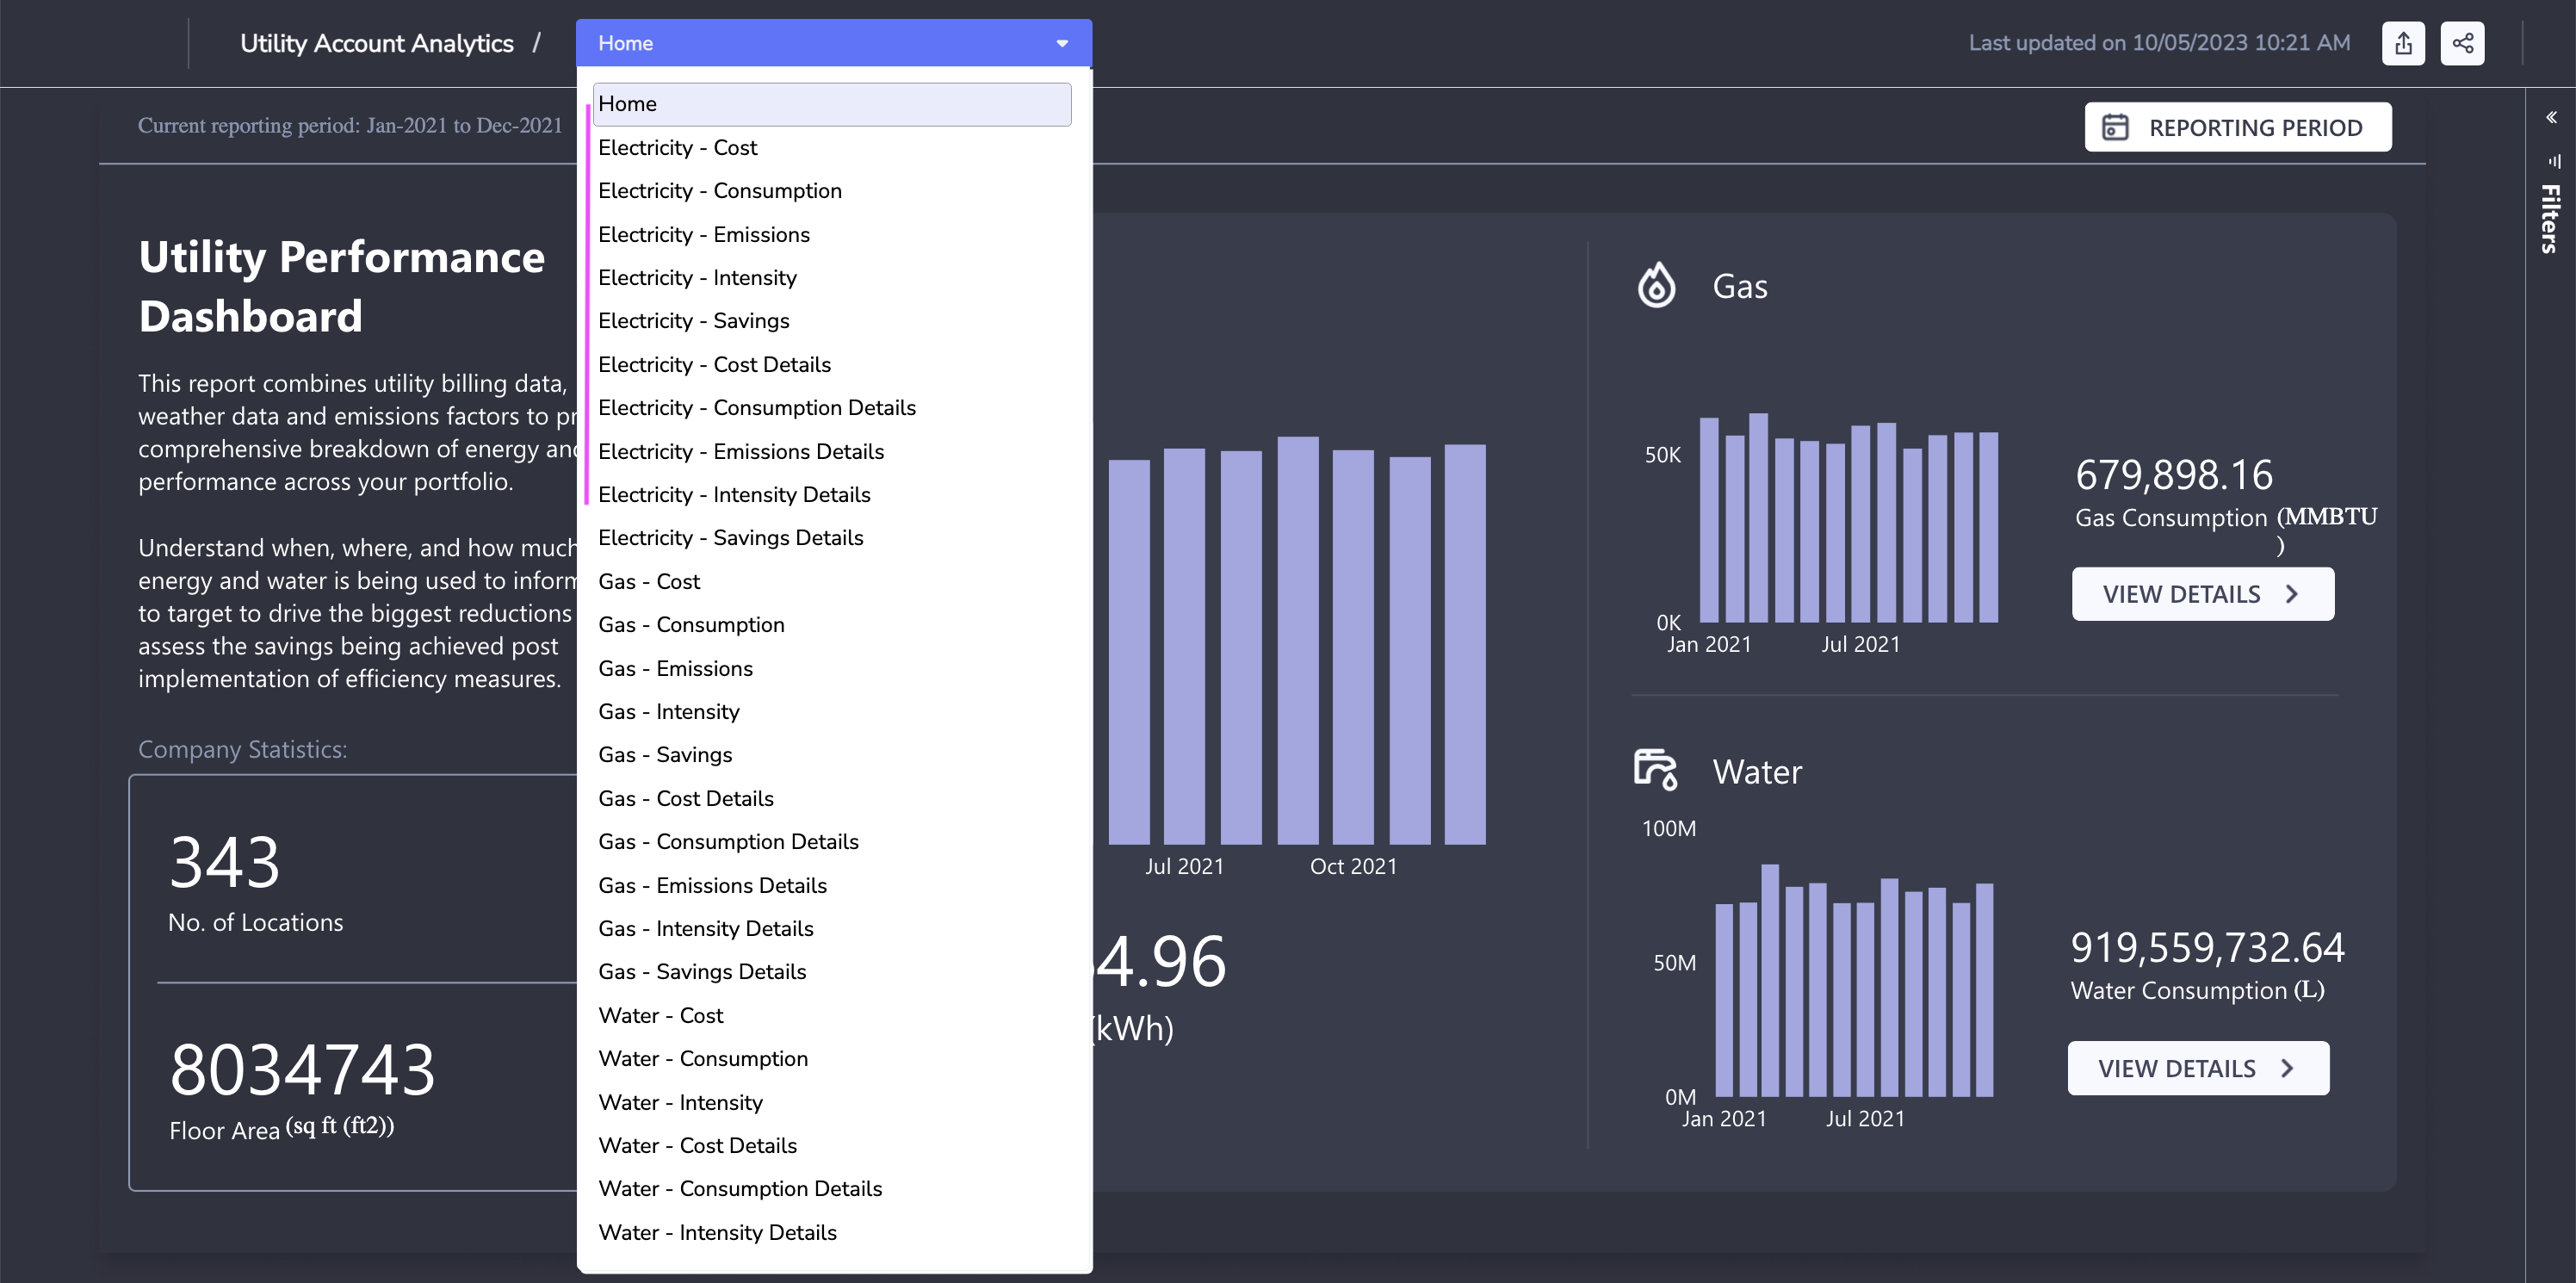 Utility Account Analytics /
Home
Last updated on 10/05/2023 10:21 AM
Current reporting period: Jan-2021 to Dec-2021
REPORTING PERIOD
Filters
Home
Electricity - Cost
Electricity - Consumption
Electricity - Emissions
Electricity - Intensity
Electricity - Savings
Electricity - Cost Details
Electricity - Consumption Details
Electricity - Emissions Details
Electricity - Intensity Details
Electricity - Savings Details
Gas - Cost
Gas - Consumption
Gas - Emissions
Gas - Intensity
Gas - Savings
Gas - Cost Details
Gas - Consumption Details
Gas - Emissions Details
Gas - Intensity Details
Gas - Savings Details
Water - Cost
Water - Consumption
Water - Intensity
Water - Cost Details
Water - Consumption Details
Water - Intensity Details
Utility Performance
Dashboard
This report combines utility billing data,
weather data and emissions factors to
comprehensive breakdown of energy
performance across your portfolio.
Understand when, where, and how much
energy and water is being used to
to target to drive the biggest reductions
assess the savings being achieved post
implementation of efficiency measures.
Company Statistics:
343
No. of Locations
8034743
Floor Area (sq ft (ft2))
Jul 2021
Oct 2021
4.96
(kWh)
Gas
50K
0K
Jan 2021
Jul 2021
679,898.16
Gas Consumption (MMBTU
)
VIEW DETAILS
Water
100M
50M
0M
Jan 2021
Jul 2021
919,559,732.64
Water Consumption (L)
VIEW DETAILS